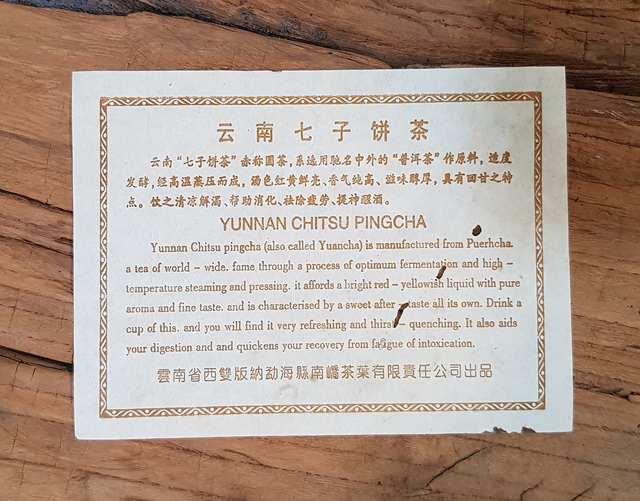 云南七子饼茶
云南“七子饼茶”亦称圆茶，系选用驰名中外的“普洱茶”作原料，适度
发酵，经高温蒸压而成，汤色红黄鲜亮、香气纯高、滋味醇厚，具有回甘之特
点。饮之清凉解渴、帮助消化、祛除疲劳、提神醒酒。
YUNNAN CHITSU PINGCHA
Yunnan Chitsu pingcha (also called Yuancha) is manufactured from Puerhcha.
a tea of world – wide. fame through a process of optimum fermentation and high –
temperature steaming and pressing. it affords a bright red – yellowish liquid with pure
aroma and fine taste. and is characterised by a sweet after – taste all its own. Drink a
cup of this. and you will find it very refreshing and thirst – quenching. It also aids
your digestion and and quickens your recovery from fatigue of intoxication.
雲南省西雙版納勐海縣南嶠茶葉有限責任公司出品